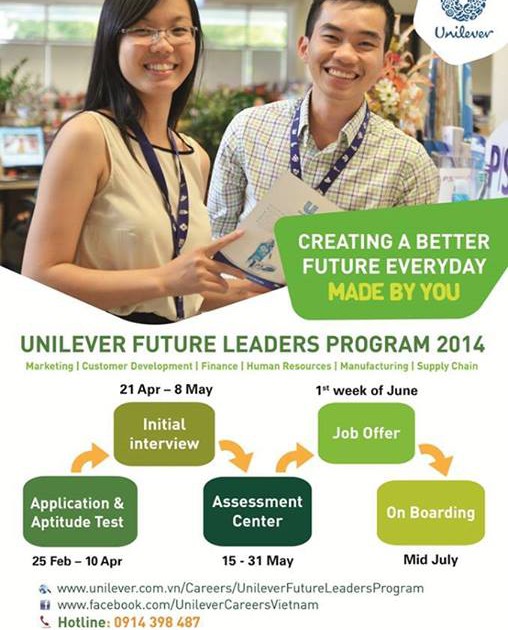 Unilever
CREATING A BETTER
FUTURE EVERYDAY
MADE BY YOU
UNILEVER FUTURE LEADERS PROGRAM 2014
Marketing | Customer Development | Finance | Human Resources | Manufacturing | Supply Chain
21 Apr – 8 May
1st week of June
Initial
interview
Job Offer
Application &
Aptitude Test
Assessment
Center
On Boarding
25 Feb – 10 Apr
15 - 31 May
Mid July
www.unilever.com.vn/Careers/UnileverFutureLeadersProgram
www.facebook.com/UnileverCareersVietnam
Hotline: 0914 398 487